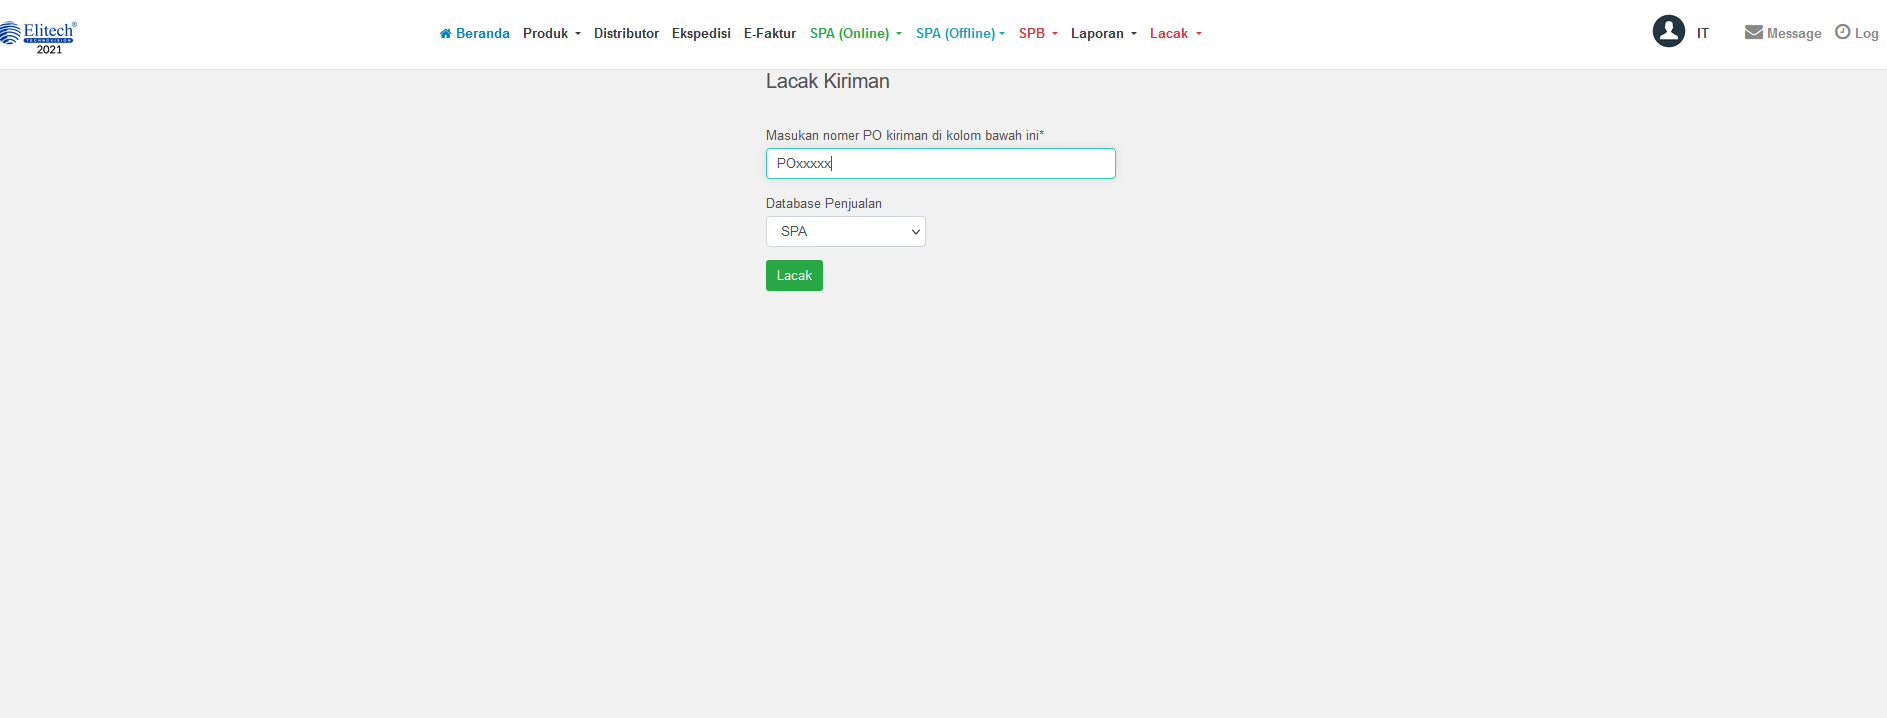 Elitech®
TECHNOVISION
2021
Beranda Produk Distributor Ekspedisi E-Faktur SPA (Online) SPA (Offline) SPB Laporan Lacak
IT Message Log
Lacak Kiriman
Masukan nomer PO kiriman di kolom bawah ini*
POxxxxx
Database Penjualan
SPA
Lacak